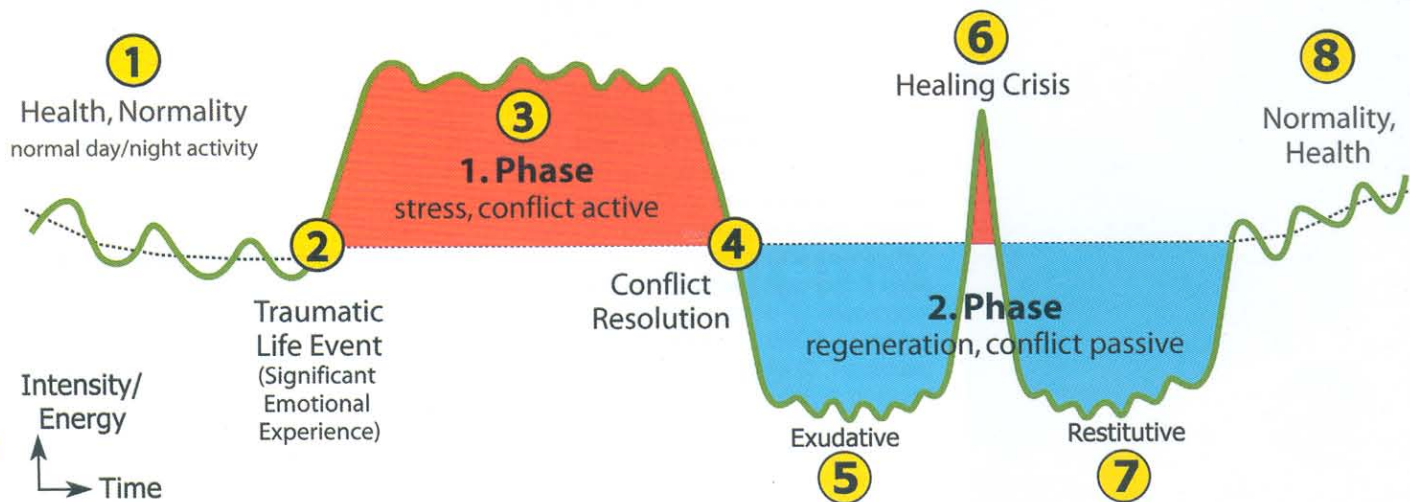 1
Health, Normality
normal day/night activity
2
Traumatic
Life Event
(Significant
Emotional
Experience)
3
1. Phase
stress, conflict active
4
Conflict
Resolution
2. Phase
regeneration, conflict passive
Exudative
5
6
Healing Crisis
Restitutive
7
8
Normality,
Health
Intensity/
Energy
Time